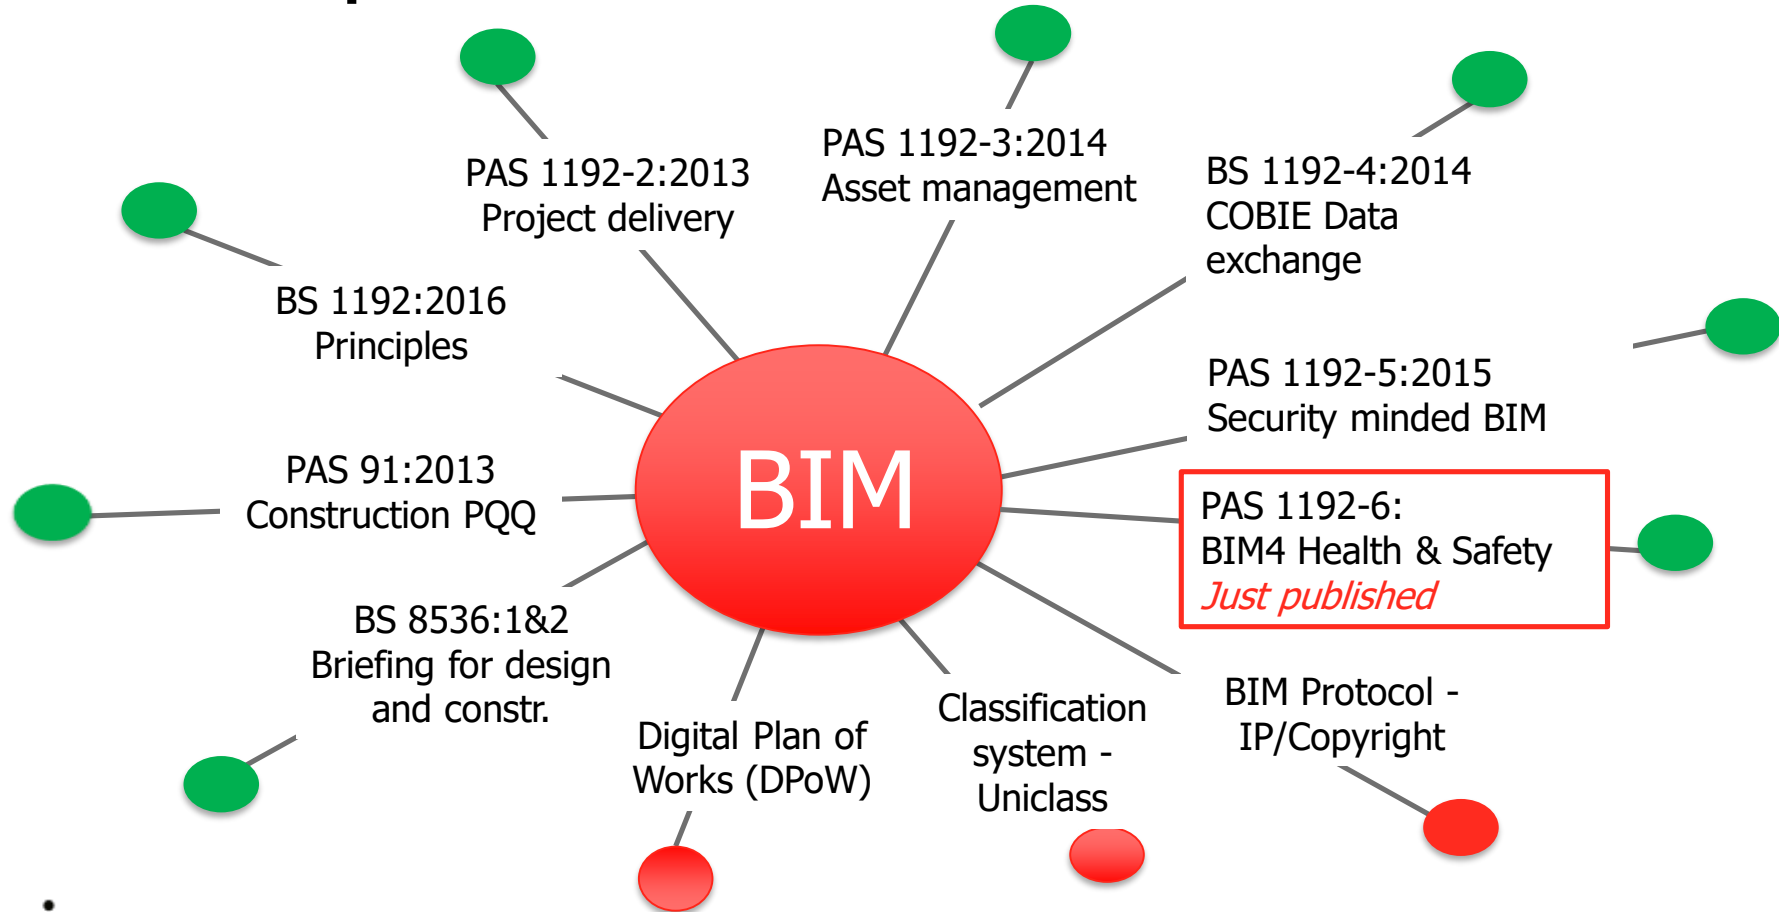 PAS 1192-2:2013
Project delivery
PAS 1192-3:2014
Asset management
BS 1192-4:2014
COBIE Data
exchange
BS 1192:2016
Principles
PAS 1192-5:2015
Security minded BIM
PAS 91:2013
Construction PQQ
BIM
PAS 1192-6:
BIM4 Health & Safety
Just published
BS 8536:1&2
Briefing for design
and constr.
Digital Plan of
Works (DPoW)
Classification
system -
Uniclass
BIM Protocol -
IP/Copyright